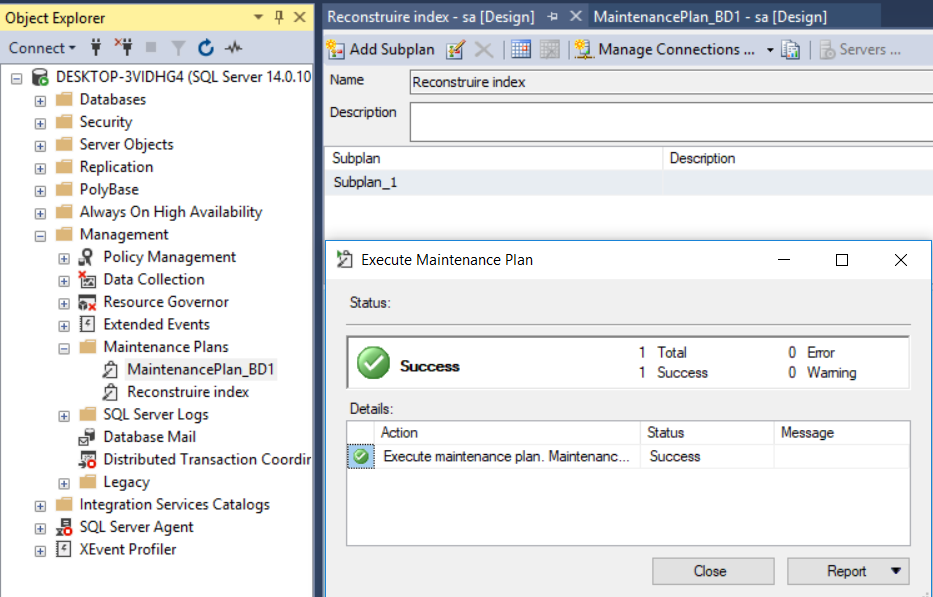 Object Explorer
Connect
DESKTOP-3VIDHG4 (SQL Server 14.0.10
Databases
Security
Server Objects
Replication
PolyBase
Always On High Availability
Management
Policy Management
Data Collection
Resource Governor
Extended Events
Maintenance Plans
MaintenancePlan_BD1
Reconstruire index
SQL Server Logs
Database Mail
Distributed Transaction Coordin
Legacy
Integration Services Catalogs
SQL Server Agent
XEvent Profiler
Reconstruire index - sa [Design] MaintenancePlan_BD1 - sa [Design]
Add Subplan Manage Connections ... Servers ...
Name Reconstruire index
Description
Subplan Description
Subplan_1
Execute Maintenance Plan
Status:
Success
1 Total 0 Error
1 Success 0 Warning
Details:
Action Status Message
Execute maintenance plan. Maintenanc... Success
Close Report